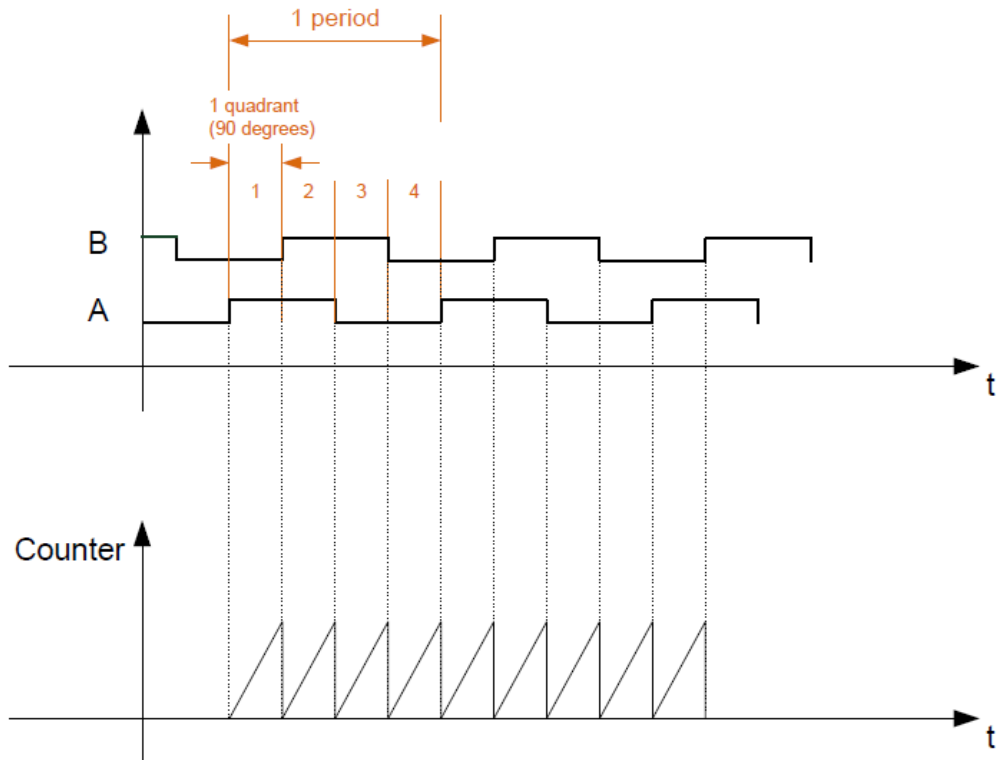 1 period
1 quadrant
(90 degrees)
1 2 3 4
B
A
t
Counter
t